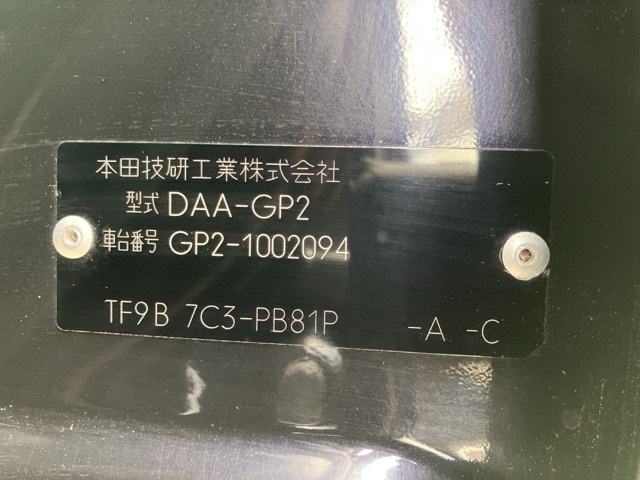 本田技研工業株式会社
型式 DAA-GP2
車台番号 GP2-1002094
TF9B 7C3-PB81P -A -C